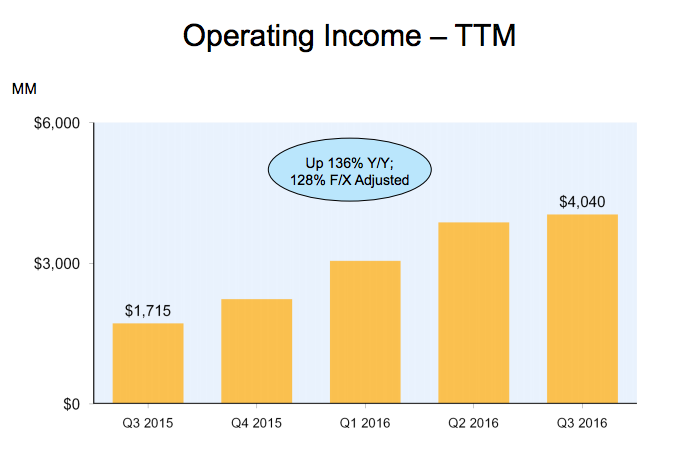 Operating Income – TTM
MM
$6,000
Up 136% Y/Y;
128% F/X Adjusted
$4,040
$3,000
$1,715
$0
Q3 2015
Q4 2015
Q1 2016
Q2 2016
Q3 2016